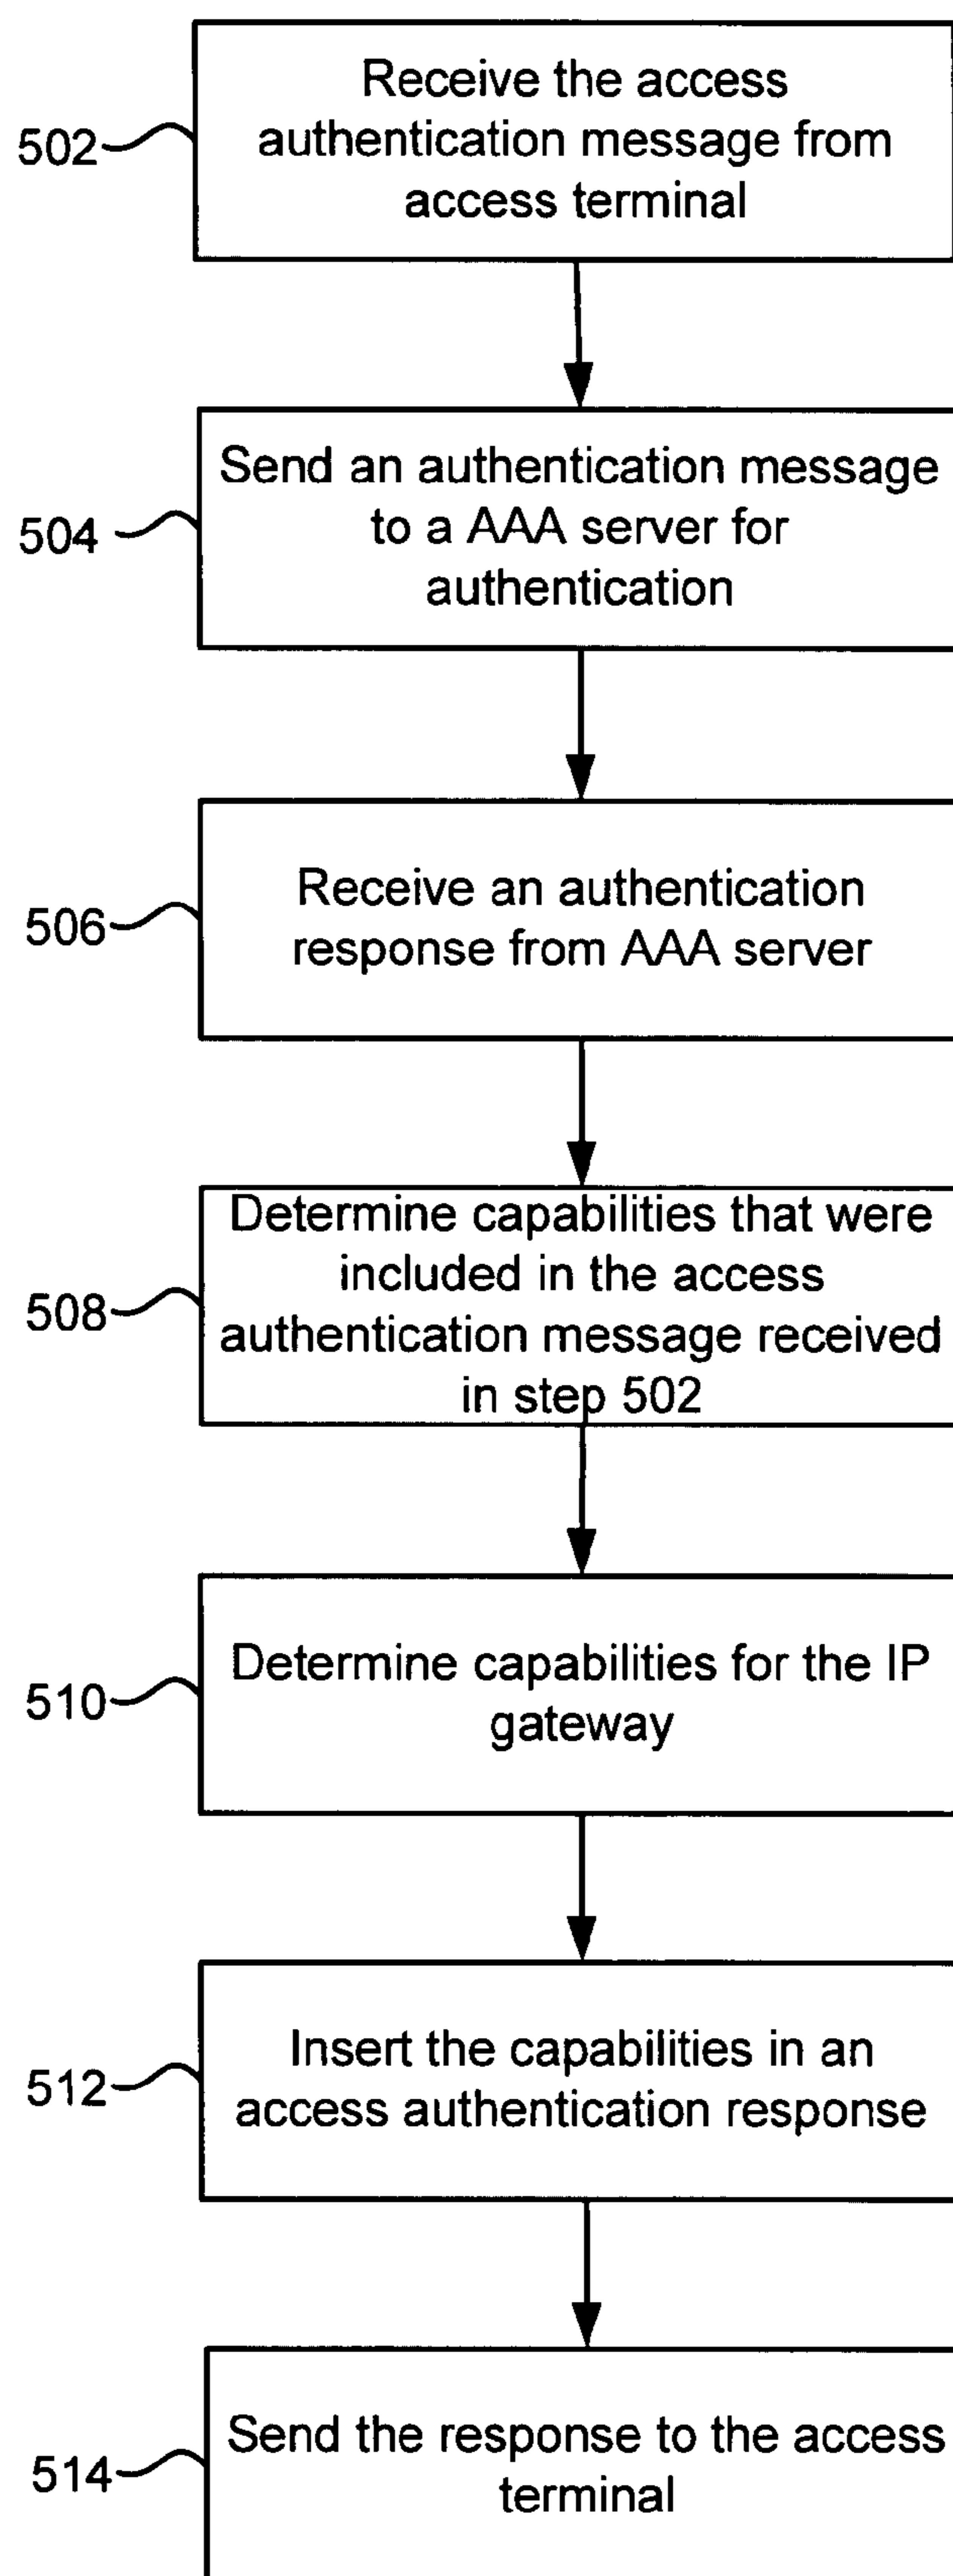 Receive the access
authentication message from
access terminal
502
Send an authentication message
to a AAA server for
authentication
504
Receive an authentication
response from AAA server
506
Determine capabilities that were
included in the access
authentication message received
in step 502
508
Determine capabilities for the IP
gateway
510
Insert the capabilities in an
access authentication response
512
Send the response to the access
terminal
514